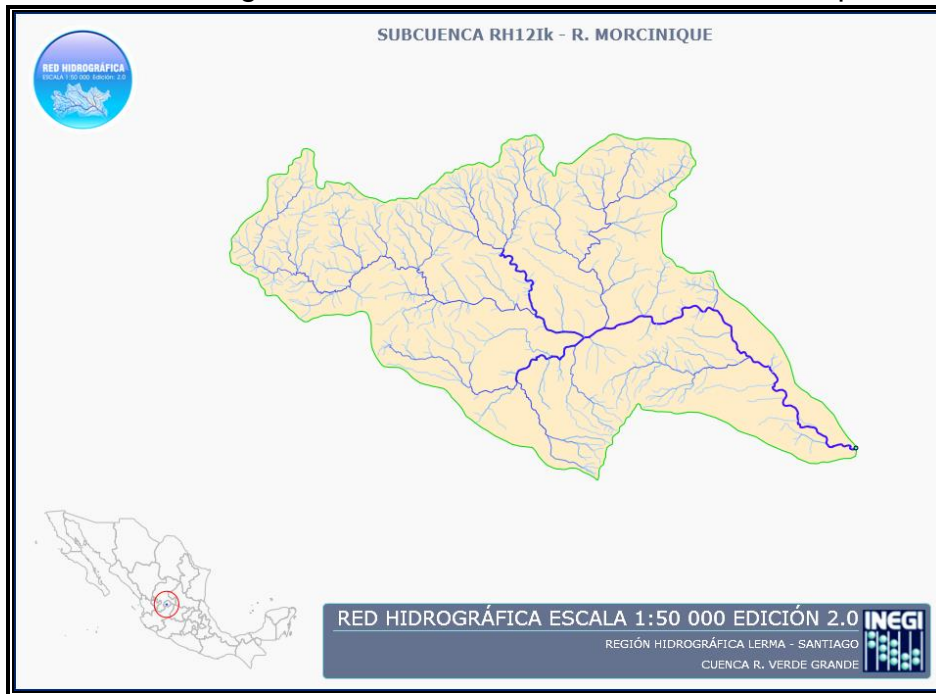 SUBCUENCA RH12Ik - R. MORCINIQUE
RED HIDROGRÁFICA
ESCALA 1:50 000 Edición: 2.0
RED HIDROGRÁFICA ESCALA 1:50 000 EDICIÓN 2.0
INEGI
REGIÓN HIDROGRÁFICA LERMA - SANTIAGO
CUENCA R. VERDE GRANDE